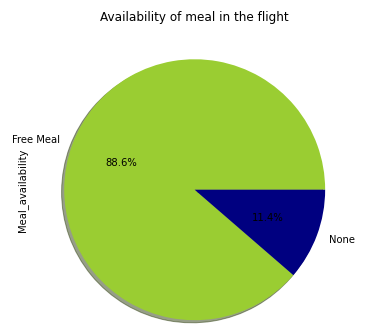 Availability of meal in the flight
Free Meal
88.6%
Meal_availability
11.4%
None